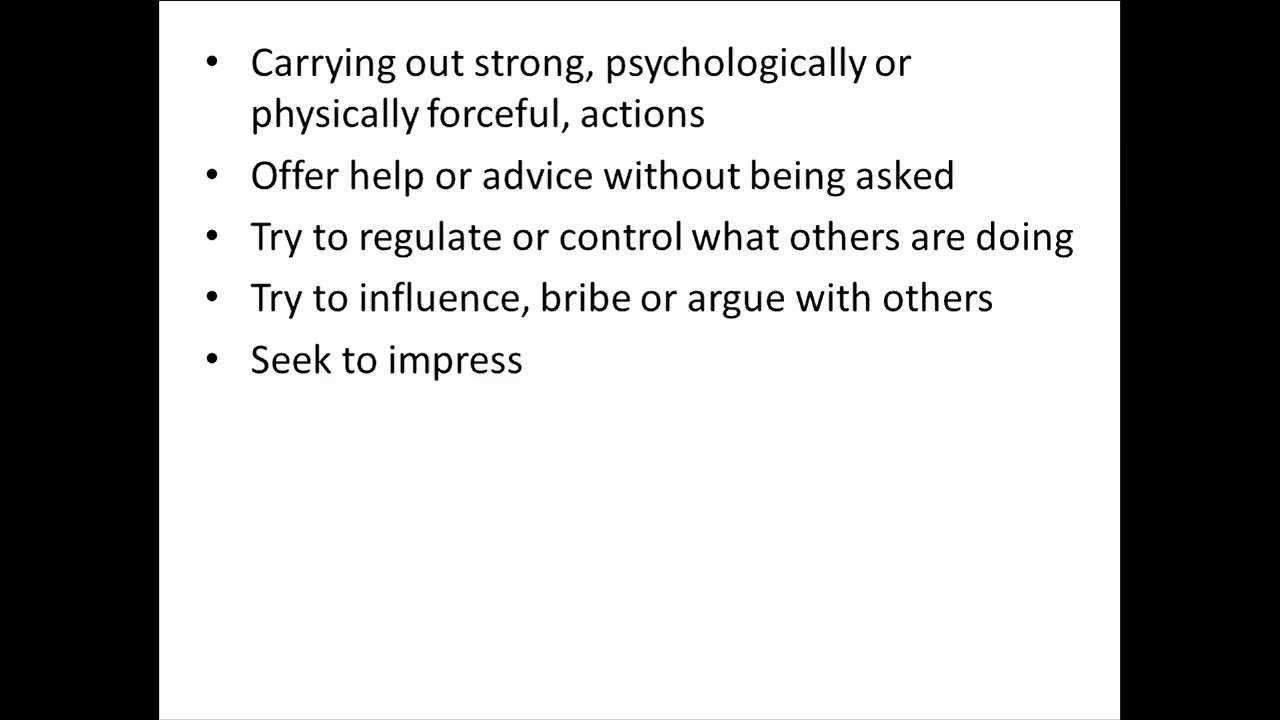 • Carrying out strong, psychologically or
physically forceful, actions
• Offer help or advice without being asked
• Try to regulate or control what others are doing
• Try to influence, bribe or argue with others
• Seek to impress